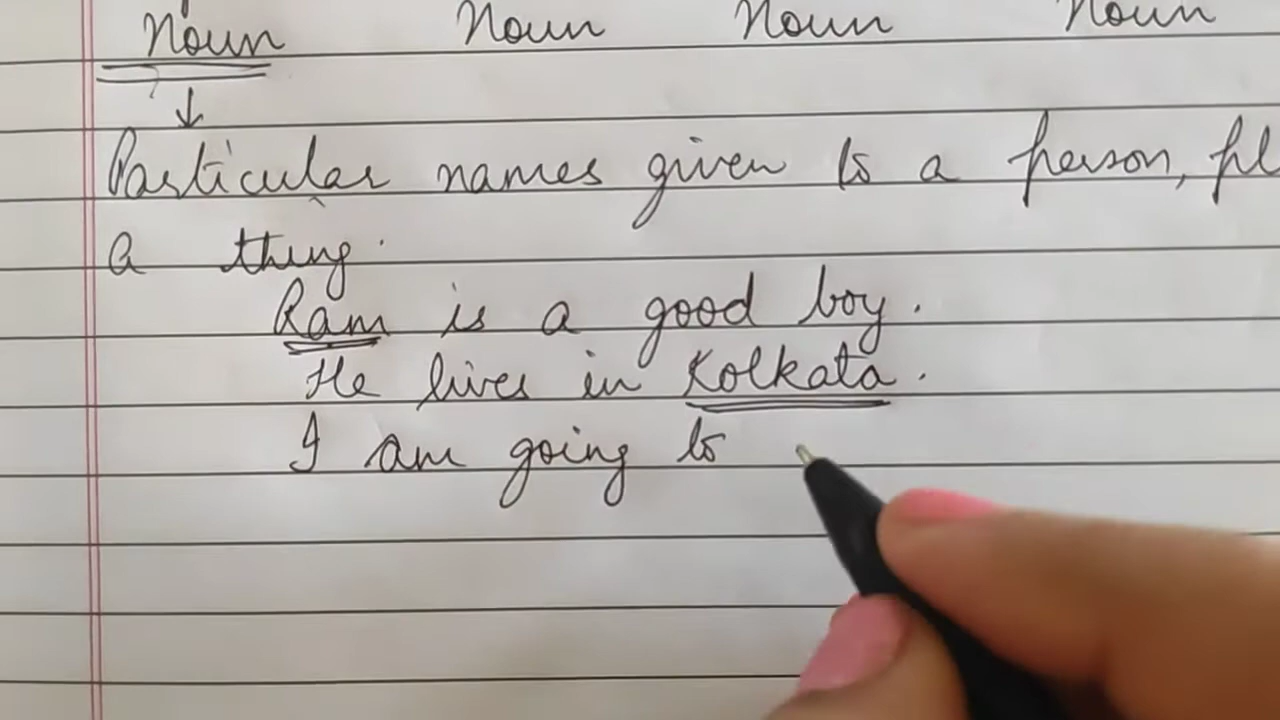 Noun Noun Noun Noun
Particular names given to a person, pl
a thing.
Ram is a good boy.
He lives in Kolkata.
I am going to